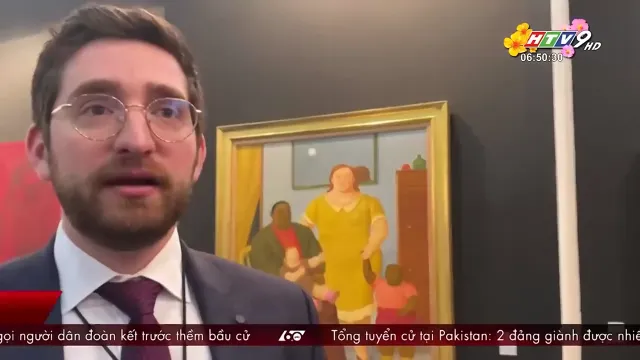 HTV9 HD
06:50:30
gọi người dân đoàn kết trước thềm bầu cử 60 Tổng tuyển cử tại Pakistan: 2 đảng giành được nhiề